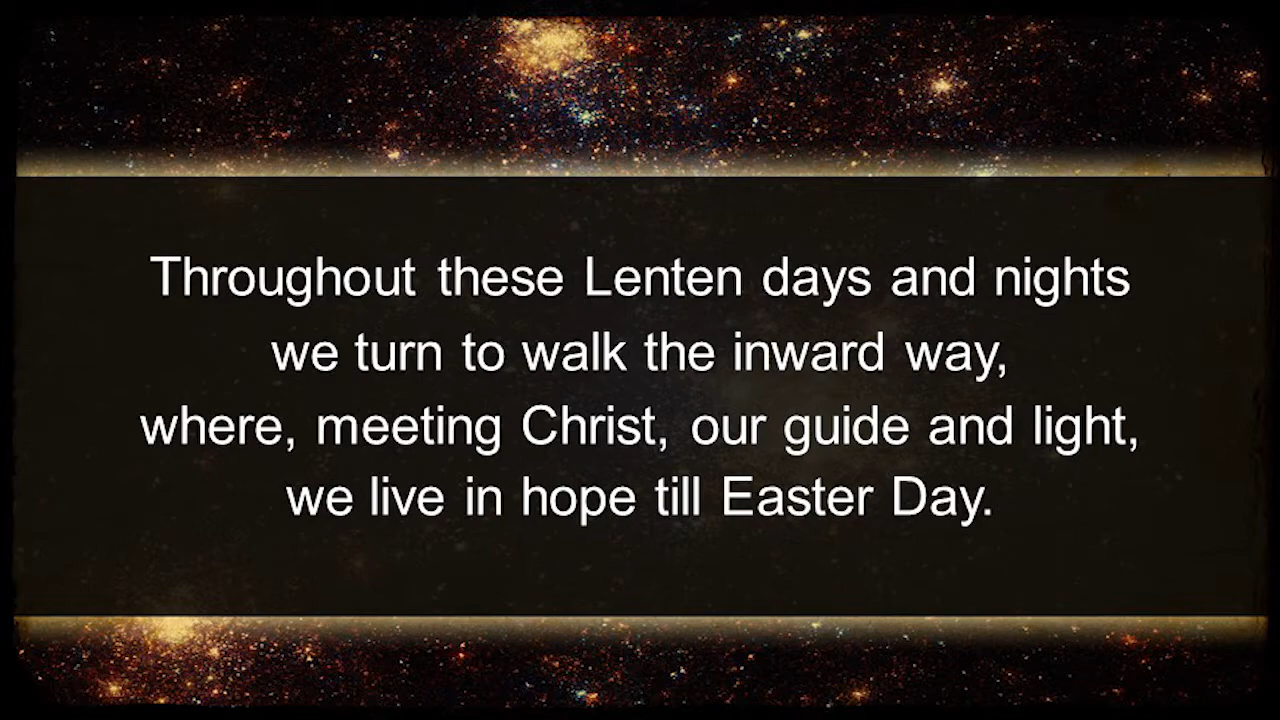 Throughout these Lenten days and nights
we turn to walk the inward way,
where, meeting Christ, our guide and light,
we live in hope till Easter Day.